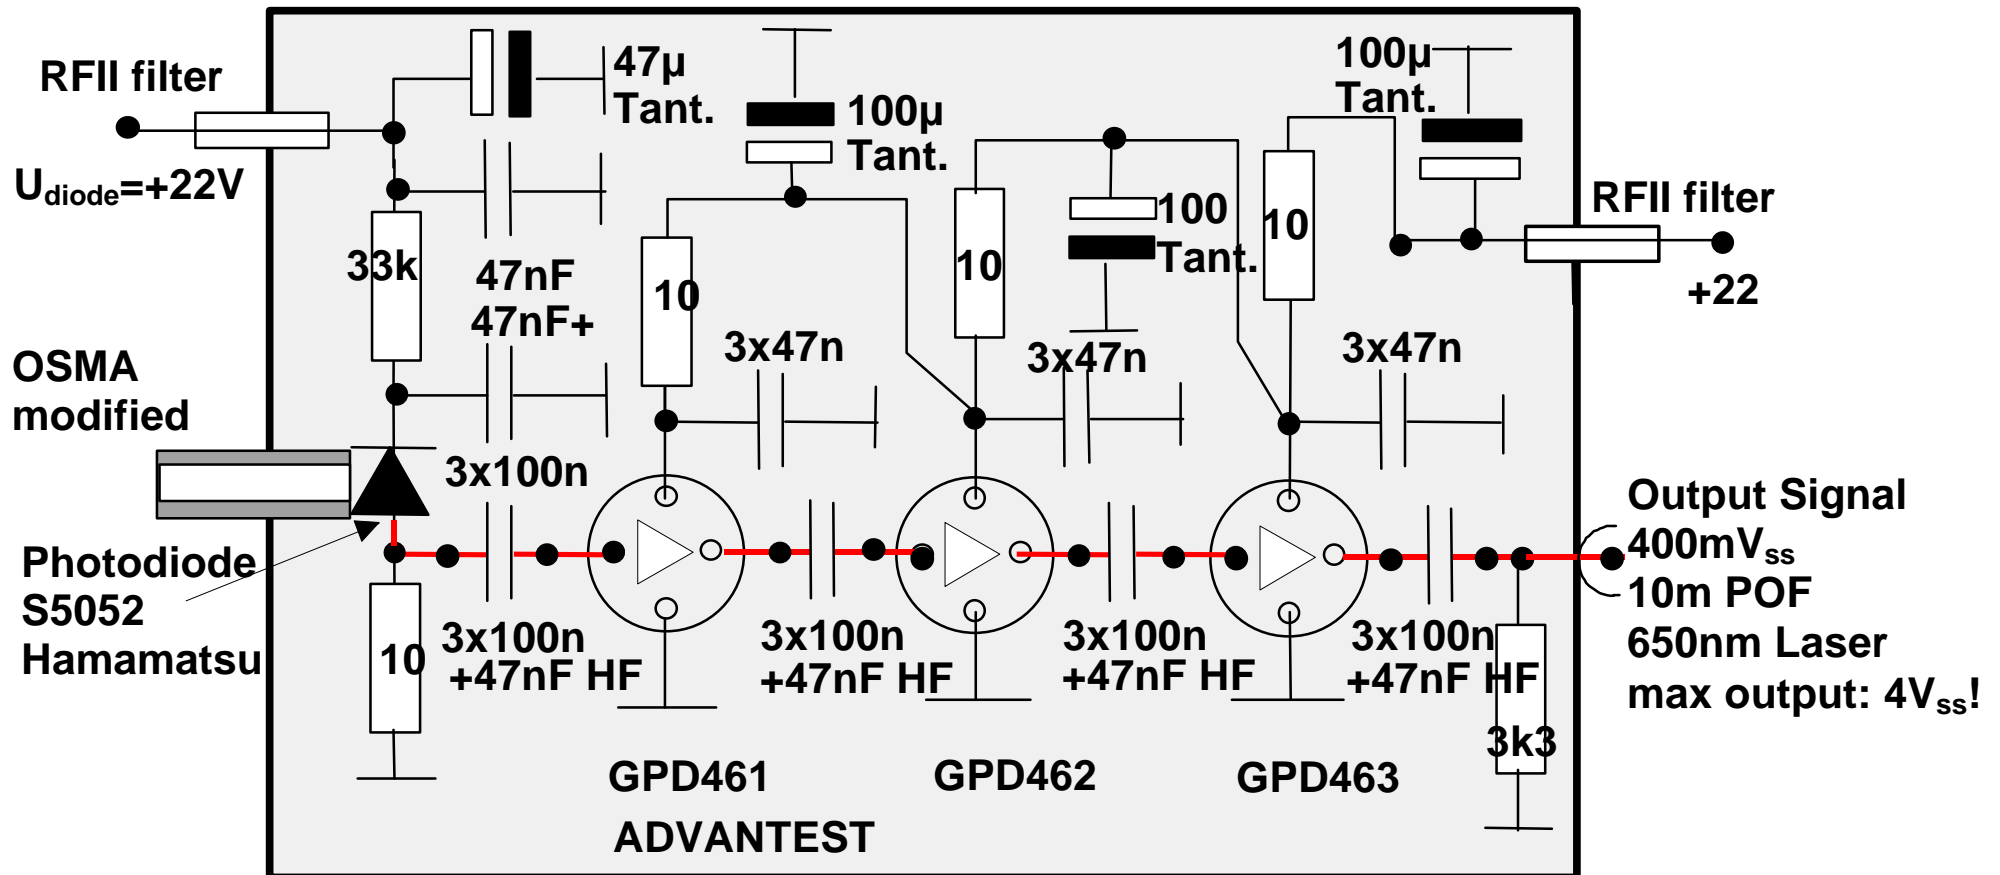 RFII filter
U_diode=+22V
47µ
Tant.
100µ
Tant.
100µ
Tant.
100
Tant.
RFII filter
+22
33k
10
10
10
47nF
47nF+
3x47n
3x47n
3x47n
OSMA
modified
3x100n
Photodiode
S5052
Hamamatsu
10
3x100n
+47nF HF
3x100n
+47nF HF
3x100n
+47nF HF
3x100n
+47nF HF
3k3
Output Signal
400mVss
10m POF
650nm Laser
max output: 4Vss!
GPD461
GPD462
GPD463
ADVANTEST